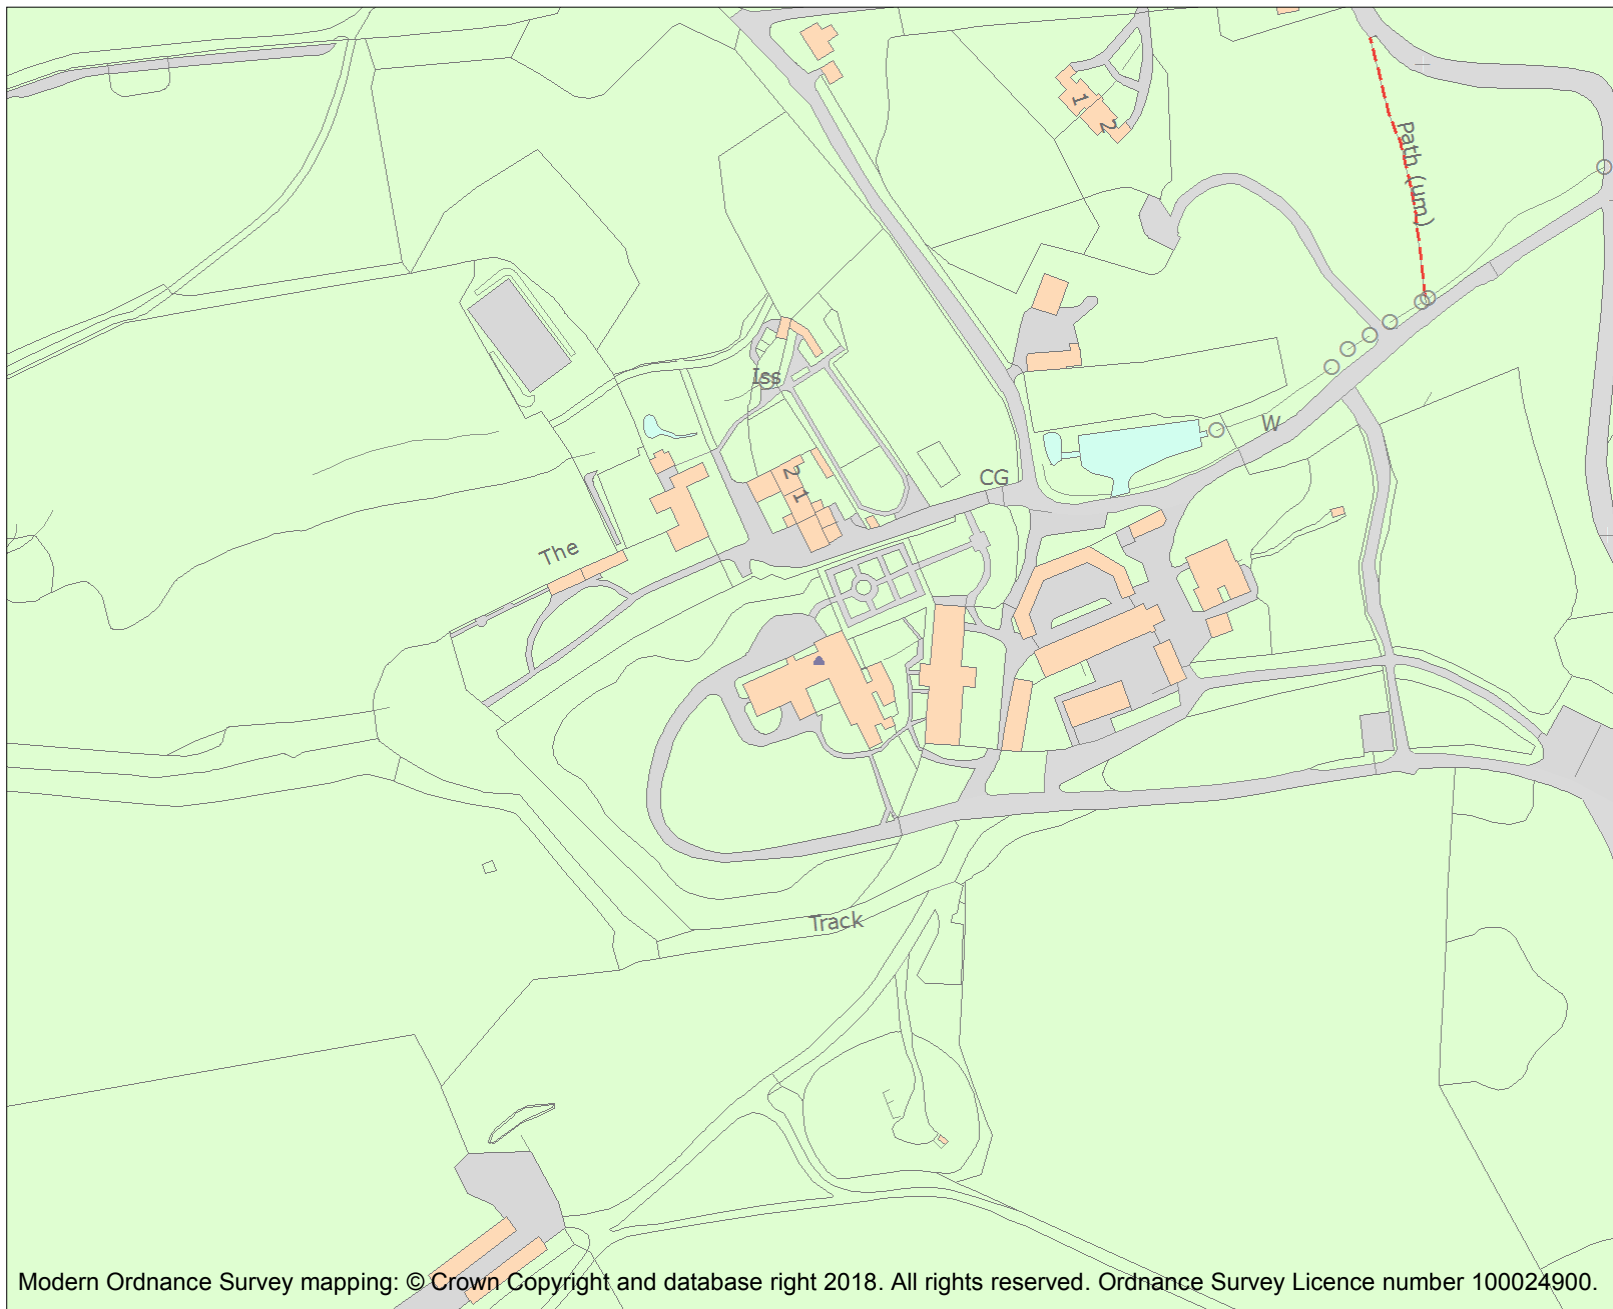 1
2
Path (um)
Iss
W
2
1
CG
The
Track
Modern Ordnance Survey mapping: © Crown Copyright and database right 2018. All rights reserved. Ordnance Survey Licence number 100024900.